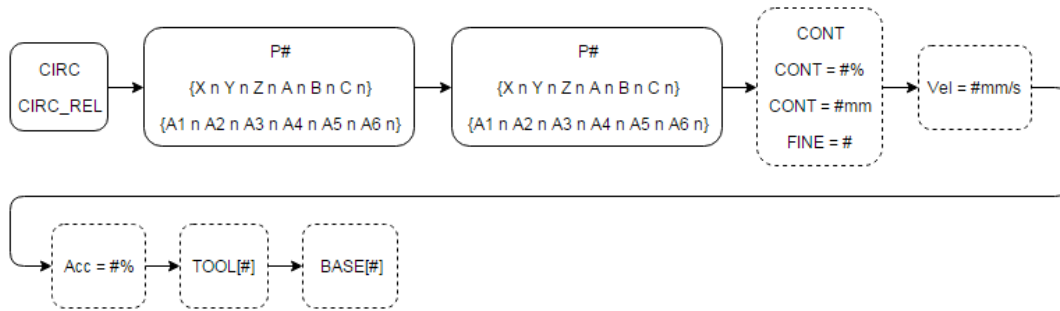 CIRC
CIRC_REL
P#
{X n Y n Z n A n B n C n}
{A1 n A2 n A3 n A4 n A5 n A6 n}
P#
{X n Y n Z n A n B n C n}
{A1 n A2 n A3 n A4 n A5 n A6 n}
CONT
CONT = #%
CONT = #mm
FINE = #
Vel = #mm/s
Acc = #%
TOOL[#]
BASE[#]